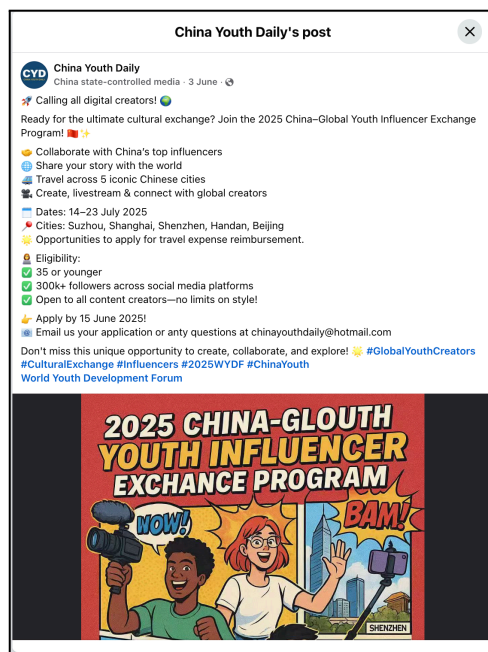 China Youth Daily's post
CYD
China Youth Daily
China state-controlled media · 3 June ·
🚀 Calling all digital creators! 🌏
Ready for the ultimate cultural exchange? Join the 2025 China–Global Youth Influencer Exchange
Program! 🇨🇳✨
🤝 Collaborate with China's top influencers
🌐 Share your story with the world
🚄 Travel across 5 iconic Chinese cities
🎥 Create, livestream & connect with global creators
🗓️ Dates: 14–23 July 2025
📍 Cities: Suzhou, Shanghai, Shenzhen, Handan, Beijing
🌟 Opportunities to apply for travel expense reimbursement.
Eligibility:
✅ 35 or younger
✅ 300k+ followers across social media platforms
✅ Open to all content creators—no limits on style!
👉 Apply by 15 June 2025!
📧 Email us your application or anty questions at chinayouthdaily@hotmail.com
Don't miss this unique opportunity to create, collaborate, and explore! 🌟 #GlobalYouthCreators
#CulturalExchange #Influencers #2025WYDF #ChinaYouth
World Youth Development Forum
2025 CHINA-GLOUTH
YOUTH INFLUENCER
EXCHANCE PROGRAM
NOW!
BAM!
SHENZHEN